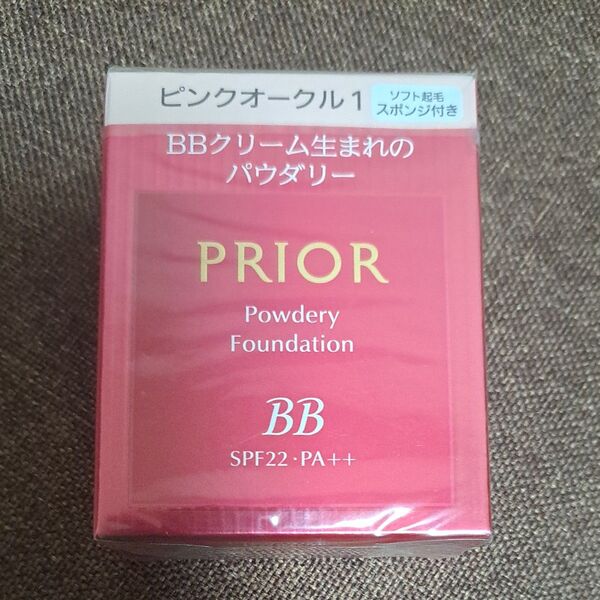 ピンクオークル1
ソフト起毛
スポンジ付き
BBクリーム生まれの
パウダリー
PRIOR
Powdery
Foundation
BB
SPF22・PA++